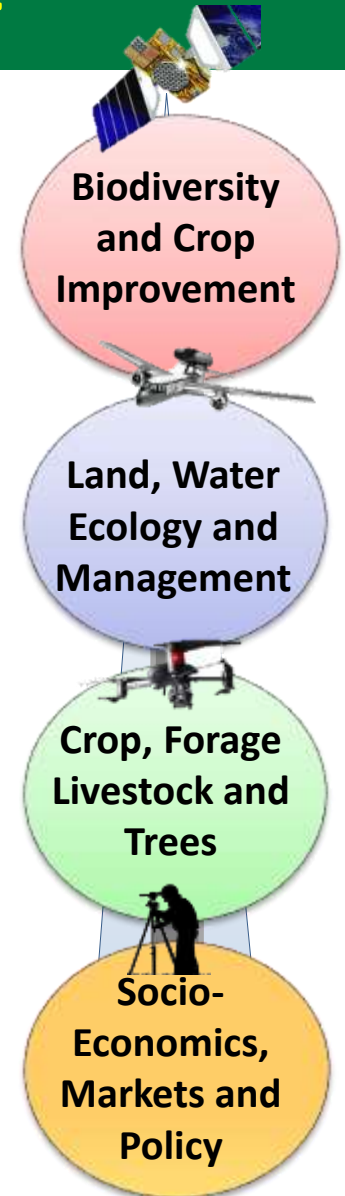 Biodiversity
and Crop
Improvement
Land, Water
Ecology and
Management
Crop, Forage
Livestock and
Trees
Socio-
Economics,
Markets and
Policy